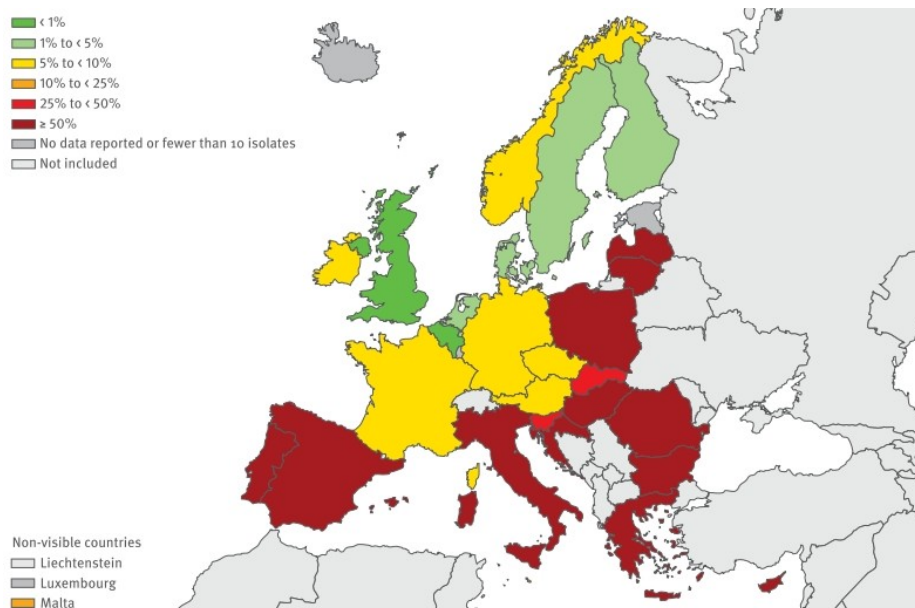 < 1%
1% to < 5%
5% to < 10%
10% to < 25%
25% to < 50%
≥ 50%
No data reported or fewer than 10 isolates
Not included
Non-visible countries
Liechtenstein
Luxembourg
Malta